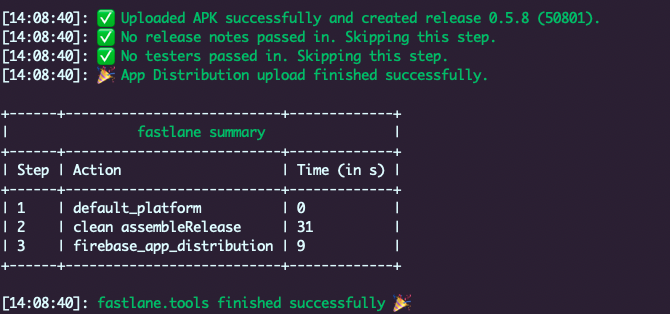 [14:08:40]: ✅ Uploaded APK successfully and created release 0.5.8 (50801).
[14:08:40]: ✅ No release notes passed in. Skipping this step.
[14:08:40]: ✅ No testers passed in. Skipping this step.
[14:08:40]: 🎉 App Distribution upload finished successfully.

+------+---------------------------+-------------+
|                fastlane summary                |
+------+---------------------------+-------------+
| Step | Action                    | Time (in s) |
+------+---------------------------+-------------+
| 1    | default_platform          | 0           |
| 2    | clean assembleRelease     | 31          |
| 3    | firebase_app_distribution | 9           |
+------+---------------------------+-------------+

[14:08:40]: fastlane.tools finished successfully 🎉